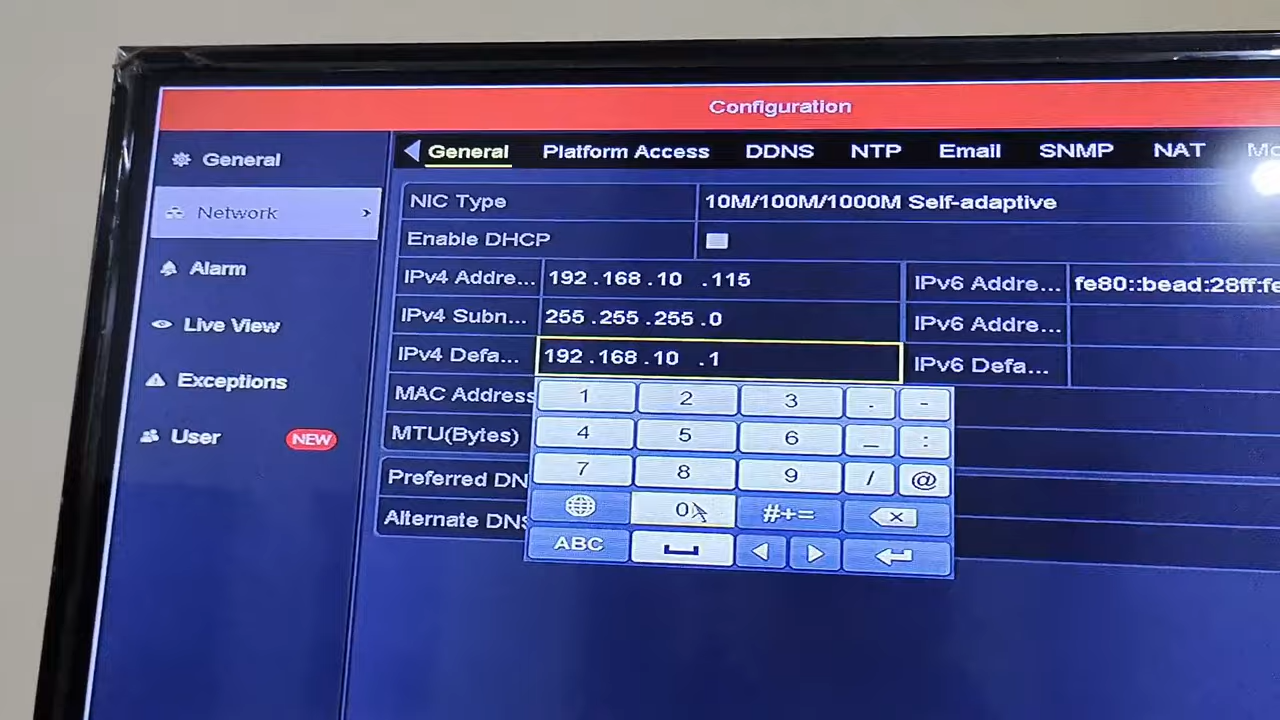 Configuration
General
Network
Alarm
Live View
Exceptions
User NEW
General Platform Access DDNS NTP Email SNMP NAT
NIC Type 10M/100M/1000M Self-adaptive
Enable DHCP
IPv4 Addre... 192 .168 .10 .115 IPv6 Addre... fe80::bead:28ff:fe
IPv4 Subn... 255 .255 .255 .0 IPv6 Addre...
IPv4 Defa... 192 .168 .10 .1 IPv6 Defa...
MAC Address
MTU(Bytes)
Preferred DN
Alternate DNS
1 2 3 . -
4 5 6 _ :
7 8 9 / @
0 #+=
ABC